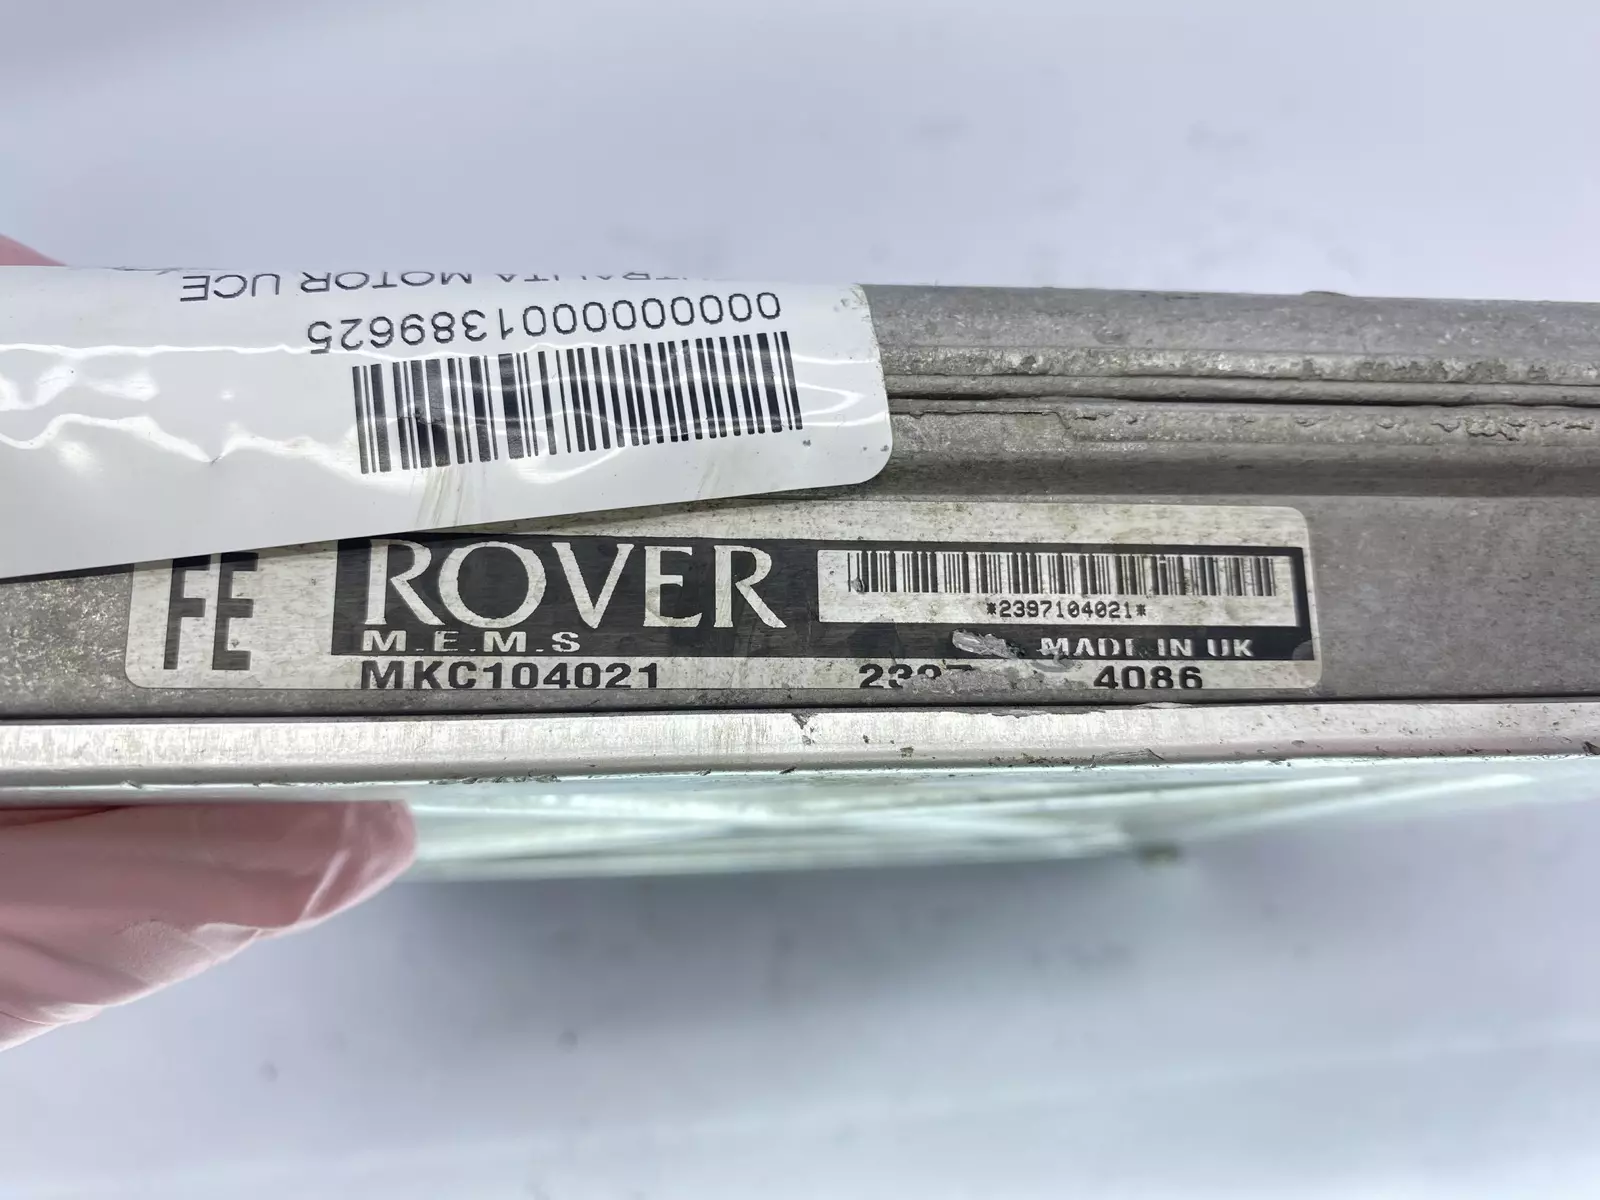 MOTOR UCE
000000001389625
FE
ROVER
*2397104021*
M.E.M.S
MADE IN UK
MKC104021
4086